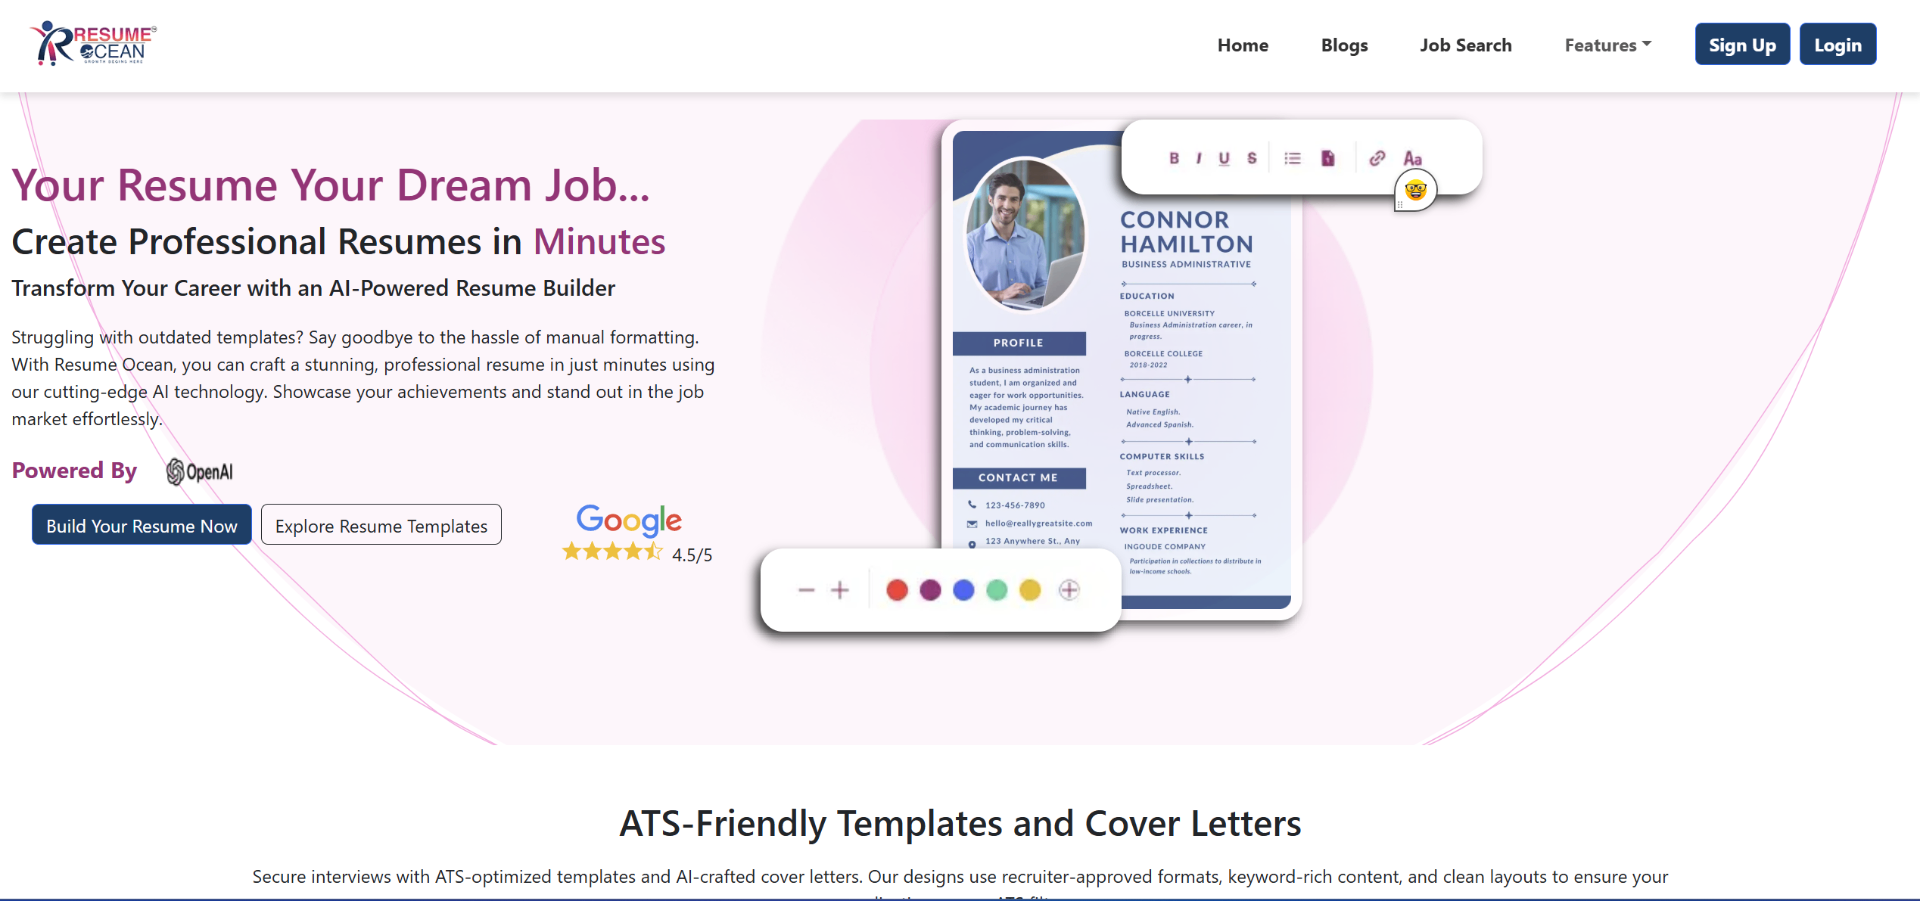 RESUME
OCEAN
GROWTH BEGINS HERE
Home
Blogs
Job Search
Features
Sign Up
Login
Your Resume Your Dream Job...
Create Professional Resumes in Minutes
Transform Your Career with an AI-Powered Resume Builder
Struggling with outdated templates? Say goodbye to the hassle of manual formatting.
With Resume Ocean, you can craft a stunning, professional resume in just minutes using
our cutting-edge AI technology. Showcase your achievements and stand out in the job
market effortlessly.
Powered By
OpenAI
Build Your Resume Now
Explore Resume Templates
Google
4.5/5
B I U S
Aa
CONNOR
HAMILTON
BUSINESS ADMINISTRATIVE
EDUCATION
BORCELLE UNIVERSITY
Business Administration career, in
progress.
BORCELLE COLLEGE
2018-2022
LANGUAGE
Native English.
Advanced Spanish.
COMPUTER SKILLS
Text processor.
Spreadsheet.
Slide presentation.
WORK EXPERIENCE
INGOUDE COMPANY
Participation in collections to distribute in
low-income schools.
PROFILE
As a business administration
student, I am organized and
eager for work opportunities.
My academic journey has
developed my critical
thinking, problem-solving,
and communication skills.
CONTACT ME
123-456-7890
hello@reallygreatsite.com
123 Anywhere St., Any
ATS-Friendly Templates and Cover Letters
Secure interviews with ATS-optimized templates and AI-crafted cover letters. Our designs use recruiter-approved formats, keyword-rich content, and clean layouts to ensure your